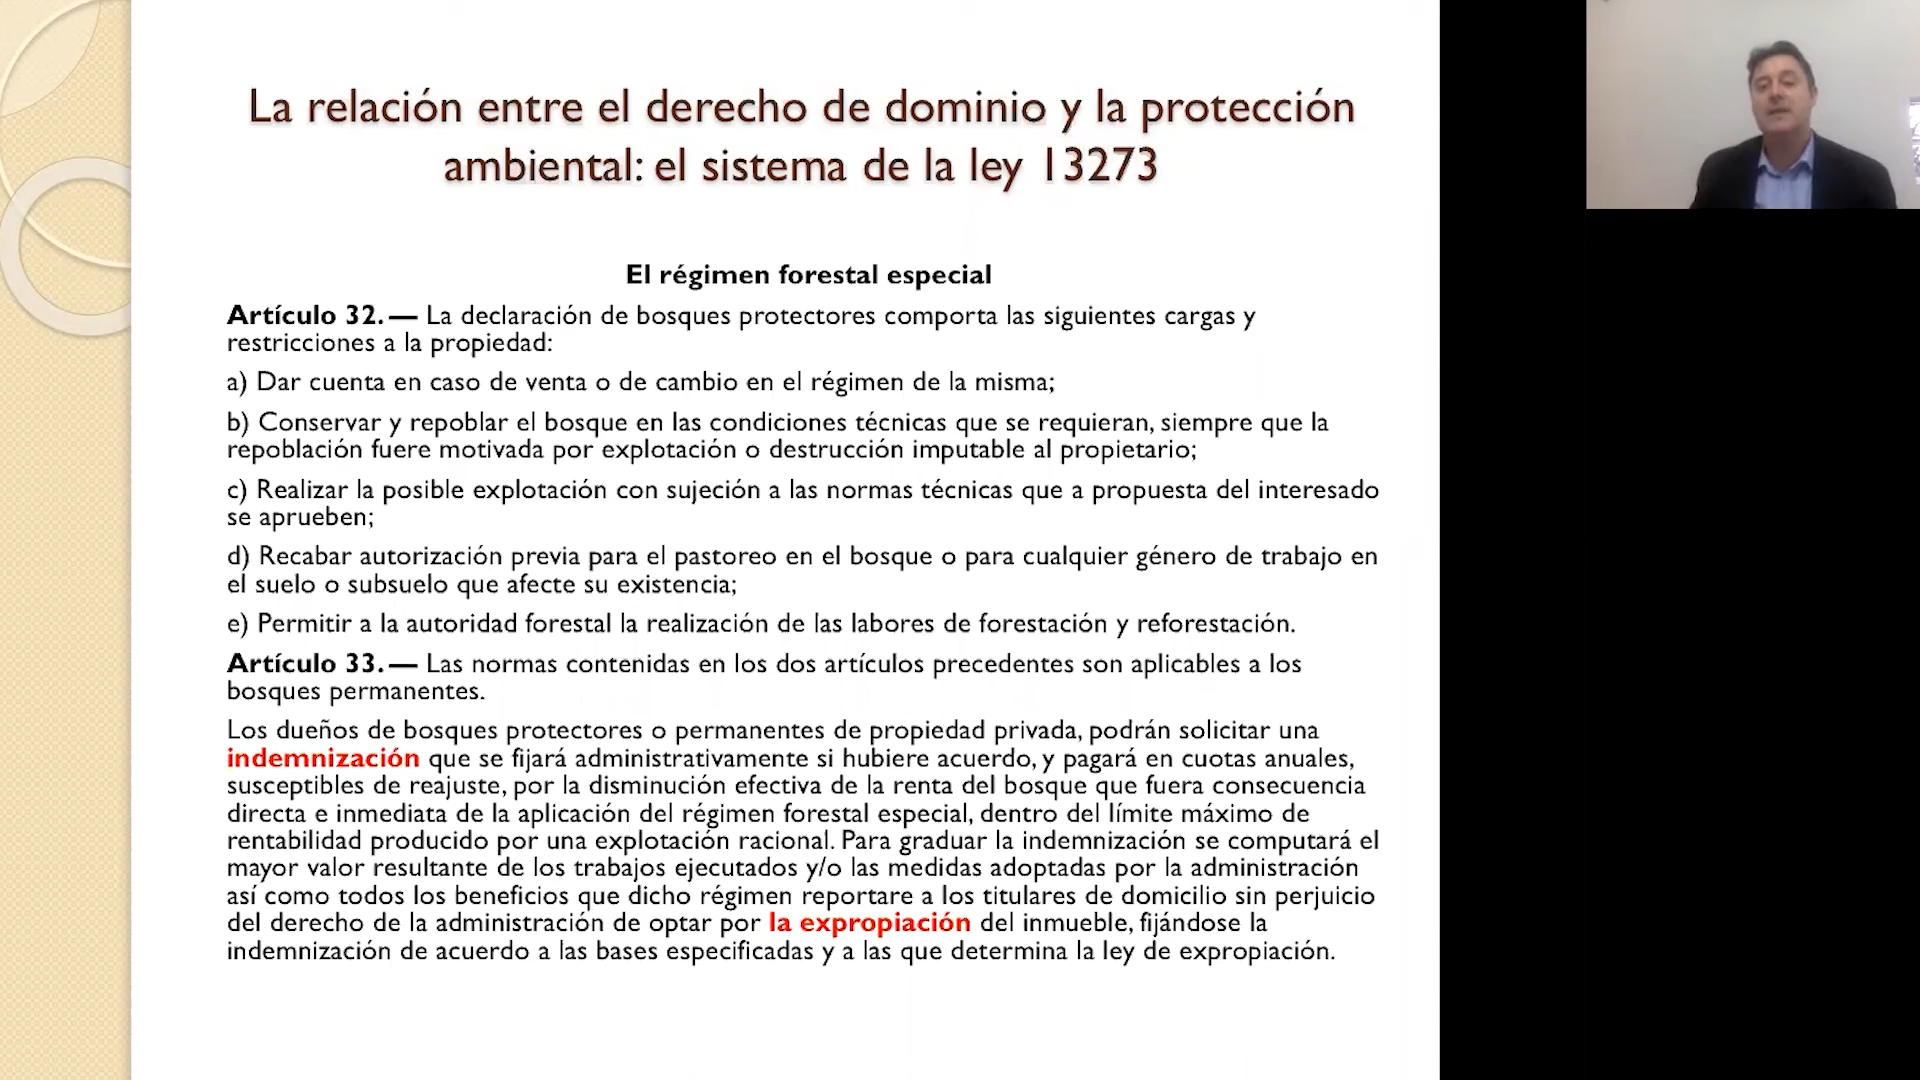 La relación entre el derecho de dominio y la protección
ambiental: el sistema de la ley 13273
El régimen forestal especial
Artículo 32. — La declaración de bosques protectores comporta las siguientes cargas y
restricciones a la propiedad:
a) Dar cuenta en caso de venta o de cambio en el régimen de la misma;
b) Conservar y repoblar el bosque en las condiciones técnicas que se requieran, siempre que la
repoblación fuere motivada por explotación o destrucción imputable al propietario;
c) Realizar la posible explotación con sujeción a las normas técnicas que a propuesta del interesado
se aprueben;
d) Recabar autorización previa para el pastoreo en el bosque o para cualquier género de trabajo en
el suelo o subsuelo que afecte su existencia;
e) Permitir a la autoridad forestal la realización de las labores de forestación y reforestación.
Artículo 33. — Las normas contenidas en los dos artículos precedentes son aplicables a los
bosques permanentes.
Los dueños de bosques protectores o permanentes de propiedad privada, podrán solicitar una
indemnización que se fijará administrativamente si hubiere acuerdo, y pagará en cuotas anuales,
susceptibles de reajuste, por la disminución efectiva de la renta del bosque que fuera consecuencia
directa e inmediata de la aplicación del régimen forestal especial, dentro del límite máximo de
rentabilidad producido por una explotación racional. Para graduar la indemnización se computará el
mayor valor resultante de los trabajos ejecutados y/o las medidas adoptadas por la administración
así como todos los beneficios que dicho régimen reportare a los titulares de domicilio sin perjuicio
del derecho de la administración de optar por la expropiación del inmueble, fijándose la
indemnización de acuerdo a las bases especificadas y a las que determina la ley de expropiación.